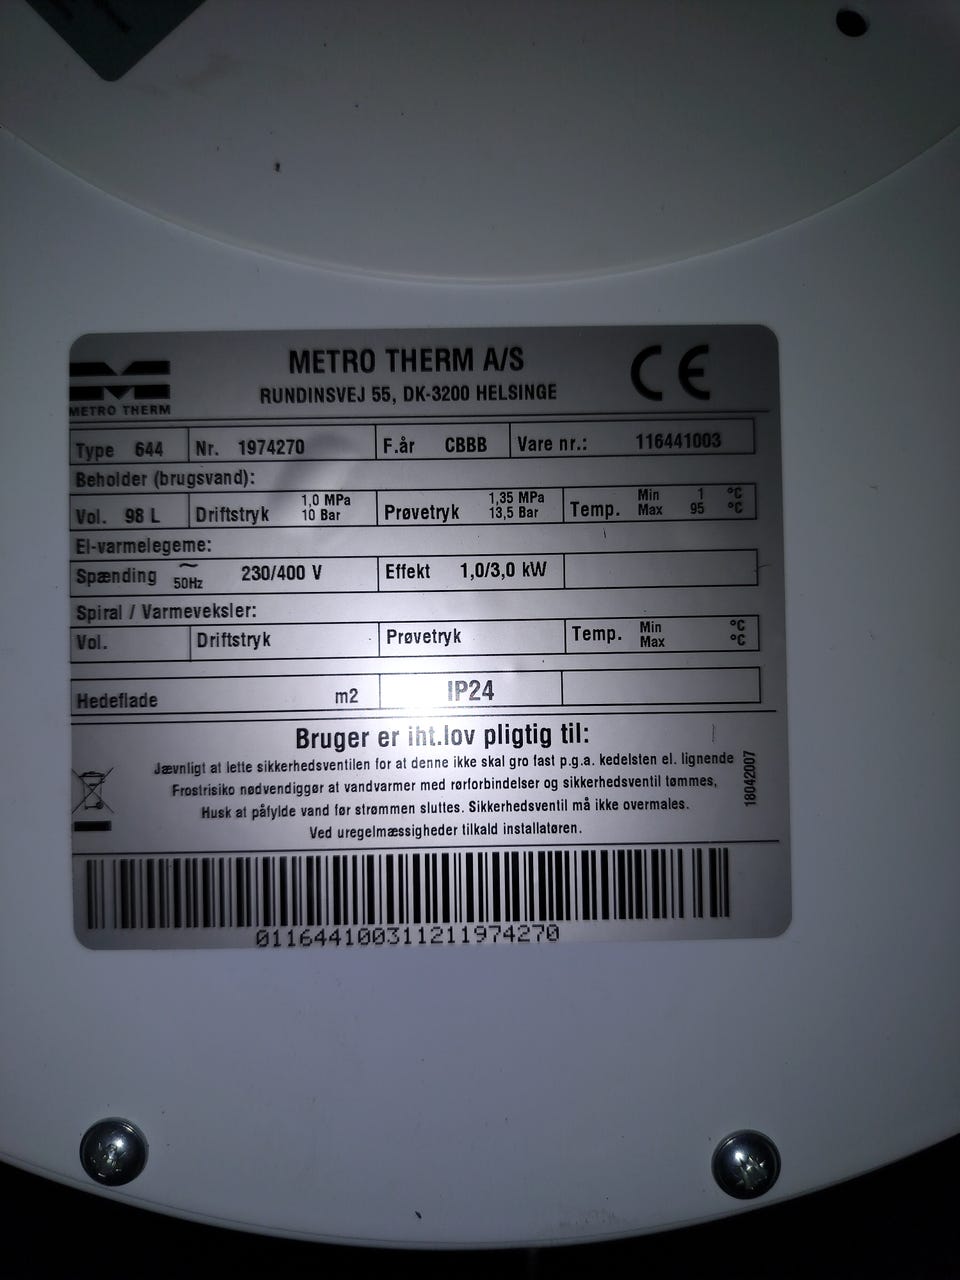 METRO THERM A/S
RUNDINSVEJ 55, DK-3200 HELSINGE
METRO THERM
CE
Type 644 Nr. 1974270 F.år CBBB Vare nr.: 116441003
Beholder (brugsvand):
Vol. 98 L Driftstryk 1,0 MPa 10 Bar Prøvetryk 1,35 MPa 13,5 Bar Temp. Min 1 °C Max 95 °C
El-varmelegeme:
Spænding ~ 50Hz 230/400 V Effekt 1,0/3,0 kW
Spiral / Varmeveksler:
Vol. Driftstryk Prøvetryk Temp. Min °C Max °C
Hedeflade m2 IP24
Bruger er iht.lov pligtig til:
Jævnligt at lette sikkerhedsventilen for at denne ikke skal gro fast p.g.a. kedelsten el. lignende
Frostrisiko nødvendiggør at vandvarmer med rørforbindelser og sikkerhedsventil tømmes,
Husk at påfylde vand før strømmen sluttes. Sikkerhedsventil må ikke overmales.
Ved uregelmæssigheder tilkald installatøren.
18042007
01164410031121​1974270